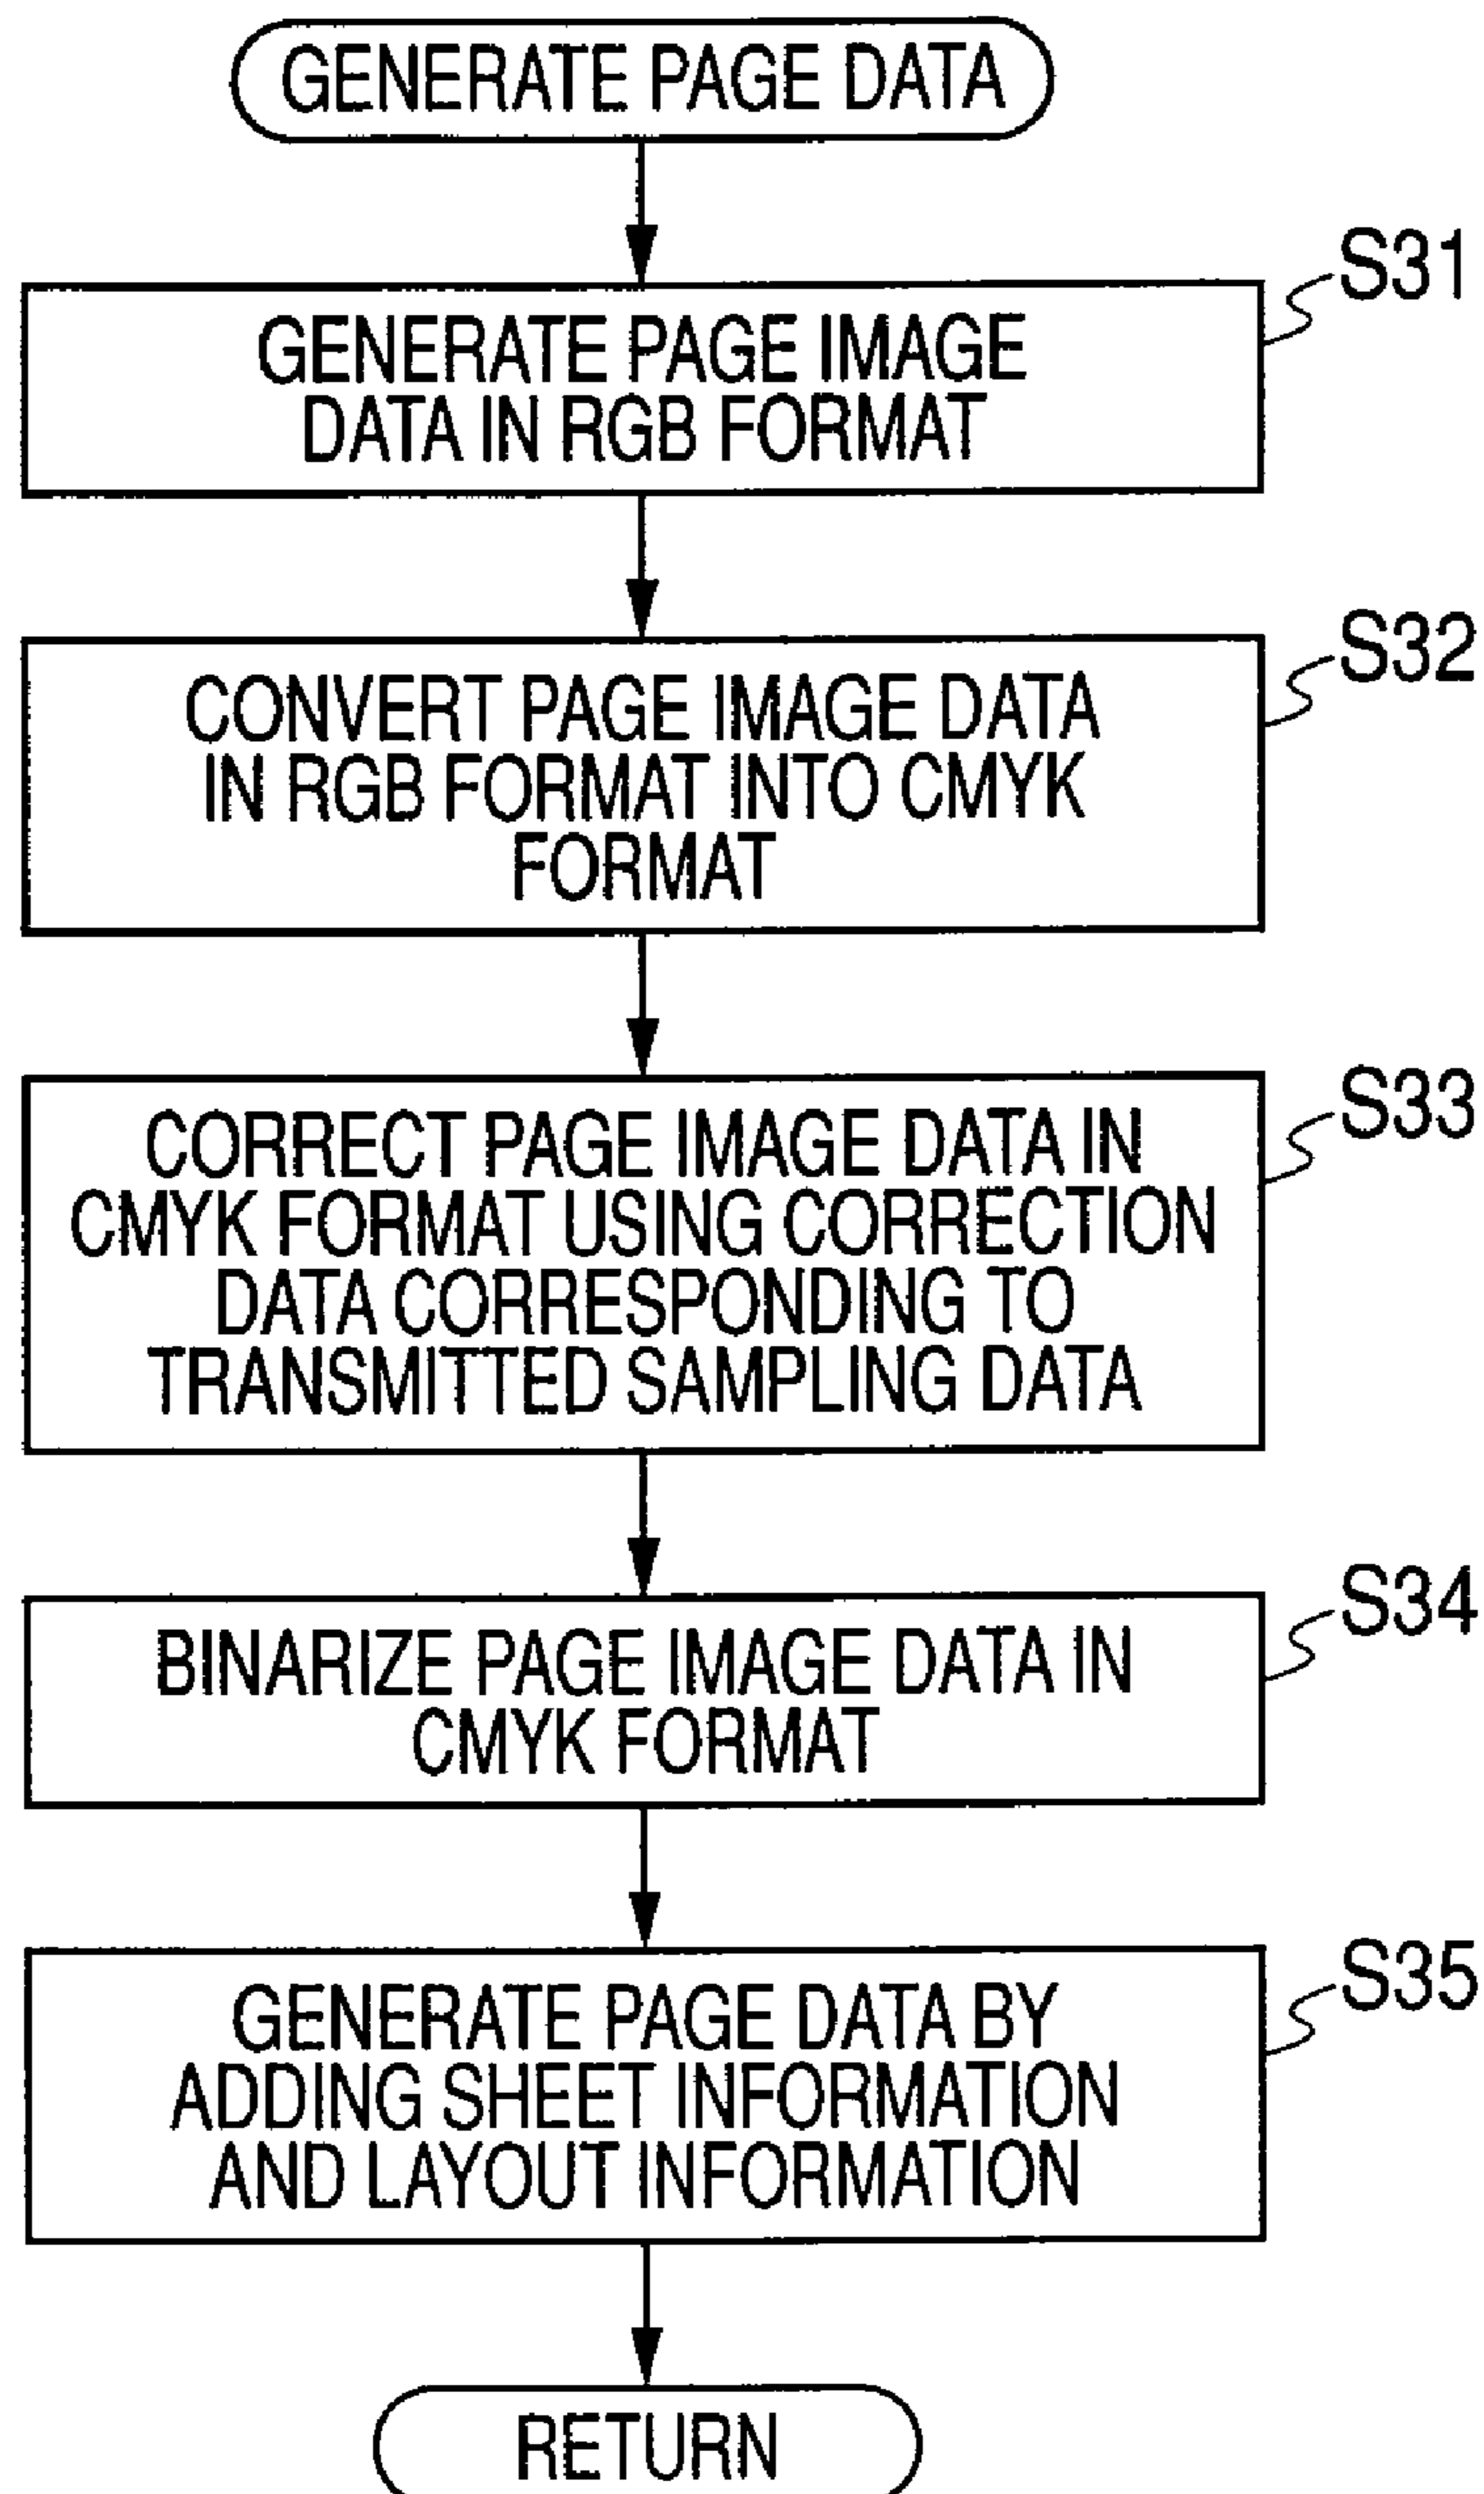 GENERATE PAGE DATA
S31
GENERATE PAGE IMAGE
DATA IN RGB FORMAT
S32
CONVERT PAGE IMAGE DATA
IN RGB FORMAT INTO CMYK
FORMAT
S33
CORRECT PAGE IMAGE DATA IN
CMYK FORMAT USING CORRECTION
DATA CORRESPONDING TO
TRANSMITTED SAMPLING DATA
S34
BINARIZE PAGE IMAGE DATA IN
CMYK FORMAT
S35
GENERATE PAGE DATA BY
ADDING SHEET INFORMATION
AND LAYOUT INFORMATION
RETURN